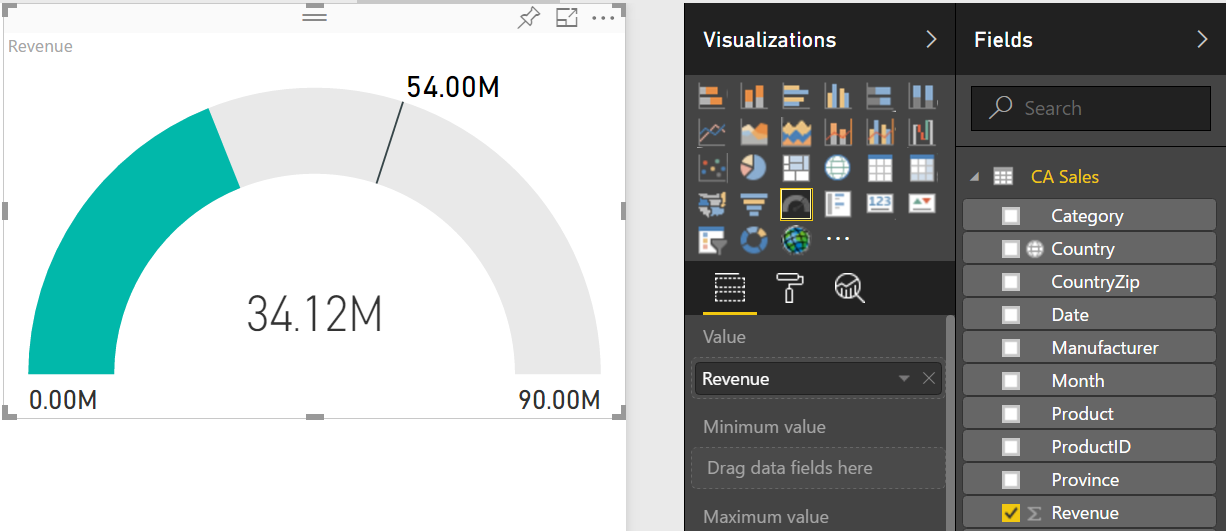 Revenue
54.00M
34.12M
0.00M
90.00M
Visualizations
123
Value
Revenue
Minimum value
Drag data fields here
Maximum value
Fields
Search
CA Sales
Category
Country
CountryZip
Date
Manufacturer
Month
Product
ProductID
Province
Revenue